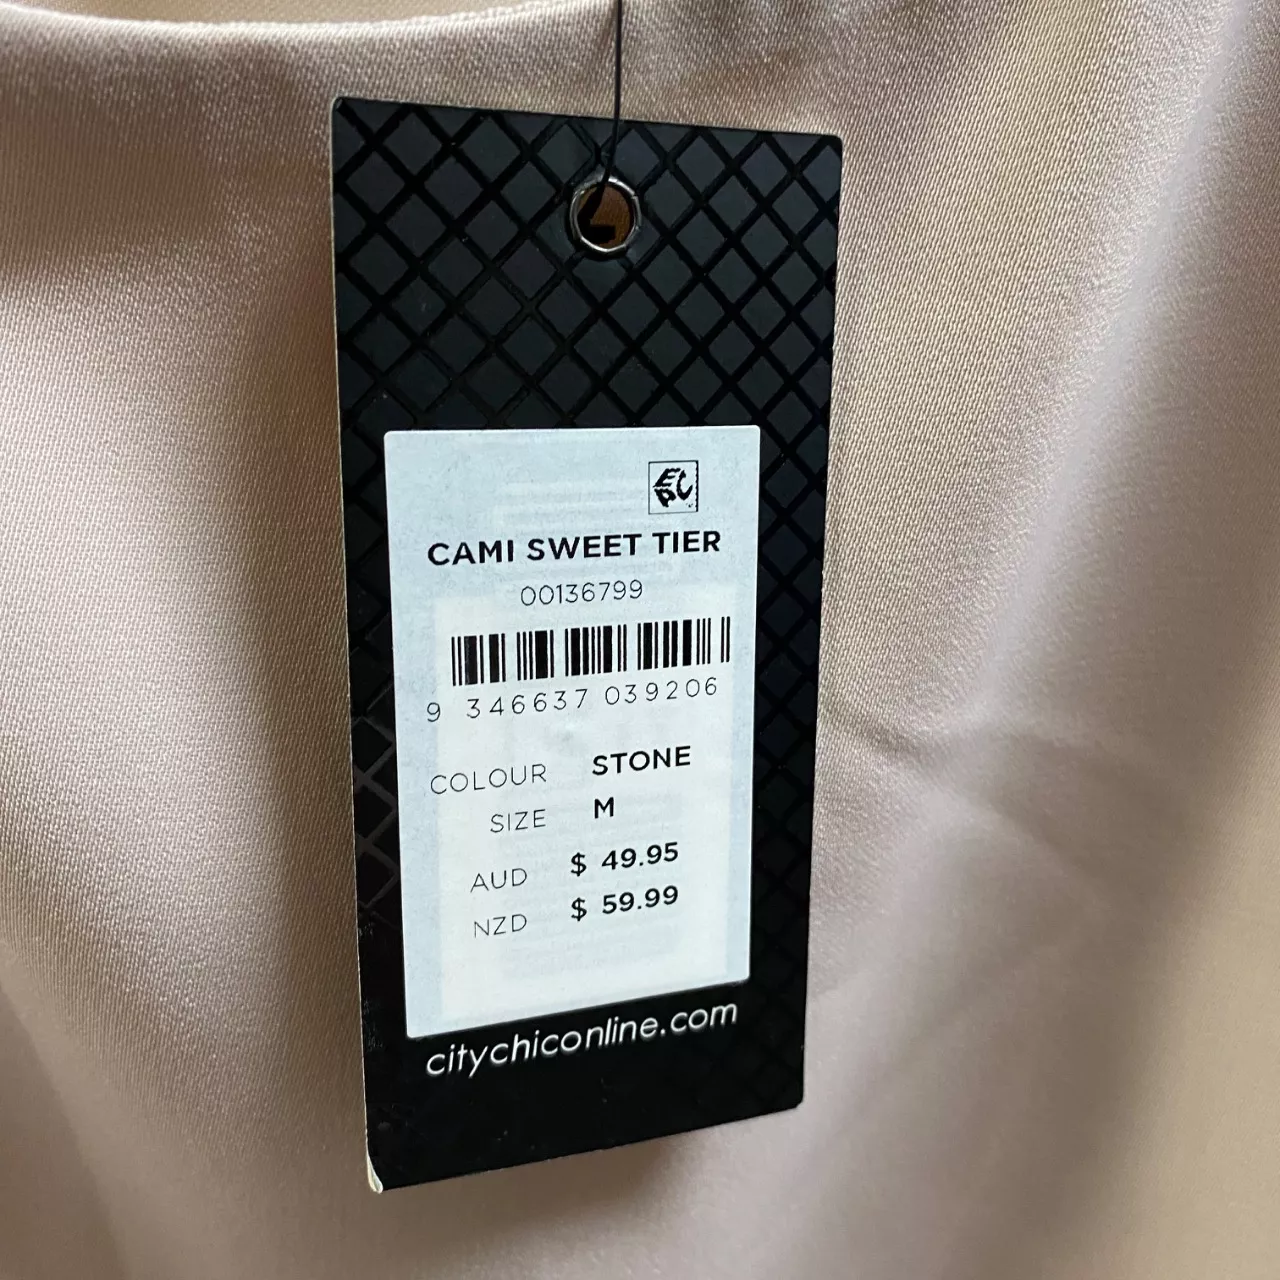 CAMI SWEET TIER
00136799
9 346637 039206
COLOUR STONE
SIZE M
AUD $ 49.95
NZD $ 59.99
citychiconline.com